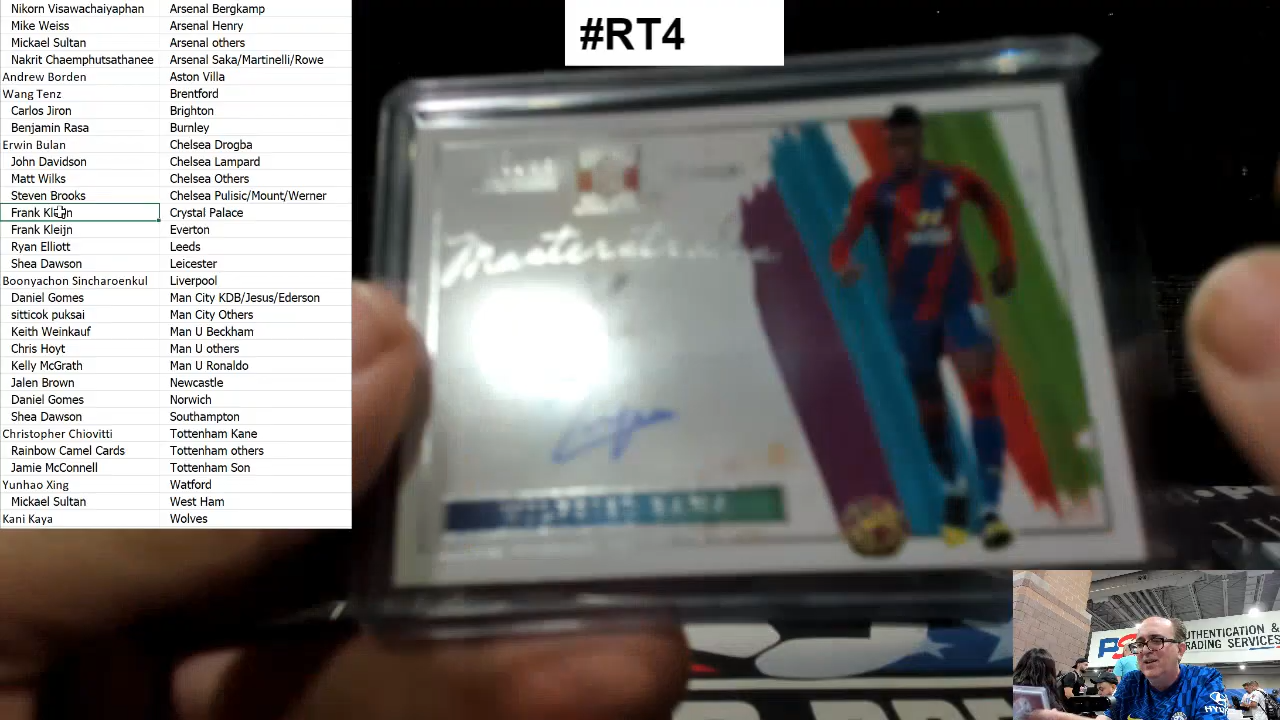 #RT4
Nikorn Visawachaiyaphan Arsenal Bergkamp
Mike Weiss Arsenal Henry
Mickael Sultan Arsenal others
Nakrit Chaemphutsathanee Arsenal Saka/Martinelli/Rowe
Andrew Borden Aston Villa
Wang Tenz Brentford
Carlos Jiron Brighton
Benjamin Rasa Burnley
Erwin Bulan Chelsea Drogba
John Davidson Chelsea Lampard
Matt Wilks Chelsea Others
Steven Brooks Chelsea Pulisic/Mount/Werner
Frank Kleijn Crystal Palace
Frank Kleijn Everton
Ryan Elliott Leeds
Shea Dawson Leicester
Boonyachon Sincharoenkul Liverpool
Daniel Gomes Man City KDB/Jesus/Ederson
sitticok puksai Man City Others
Keith Weinkauf Man U Beckham
Chris Hoyt Man U others
Kelly McGrath Man U Ronaldo
Jalen Brown Newcastle
Daniel Gomes Norwich
Shea Dawson Southampton
Christopher Chiovitti Tottenham Kane
Rainbow Camel Cards Tottenham others
Jamie McConnell Tottenham Son
Yunhao Xing Watford
Mickael Sultan West Ham
Kani Kaya Wolves